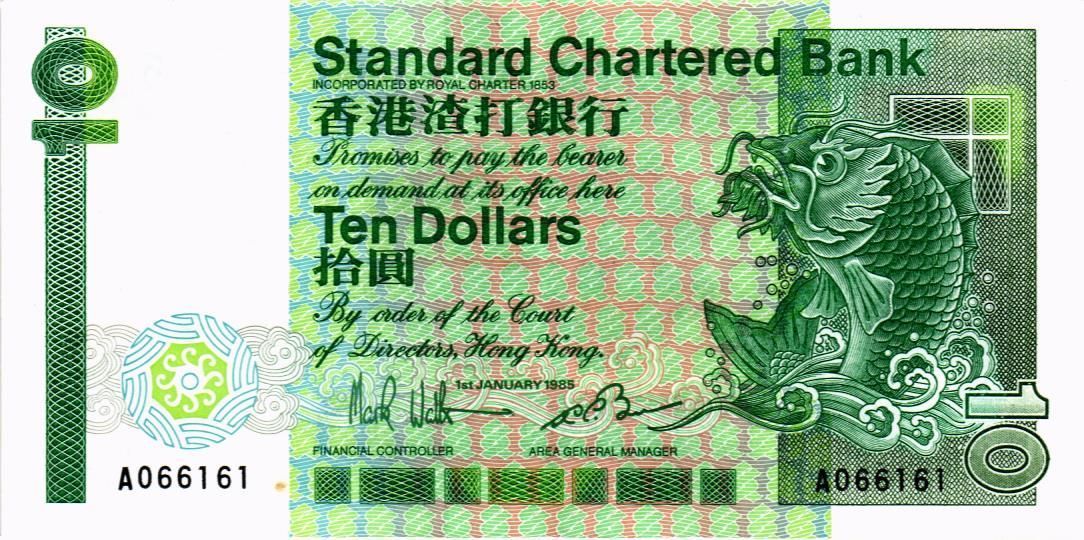 10
Standard Chartered Bank
INCORPORATED BY ROYAL CHARTER 1853
香港渣打銀行
Promises to pay the bearer
on demand at its office here
Ten Dollars
拾圓
By order of the Court
of Directors, Hong Kong.
1st JANUARY 1985
FINANCIAL CONTROLLER AREA GENERAL MANAGER
A066161 A066161
10